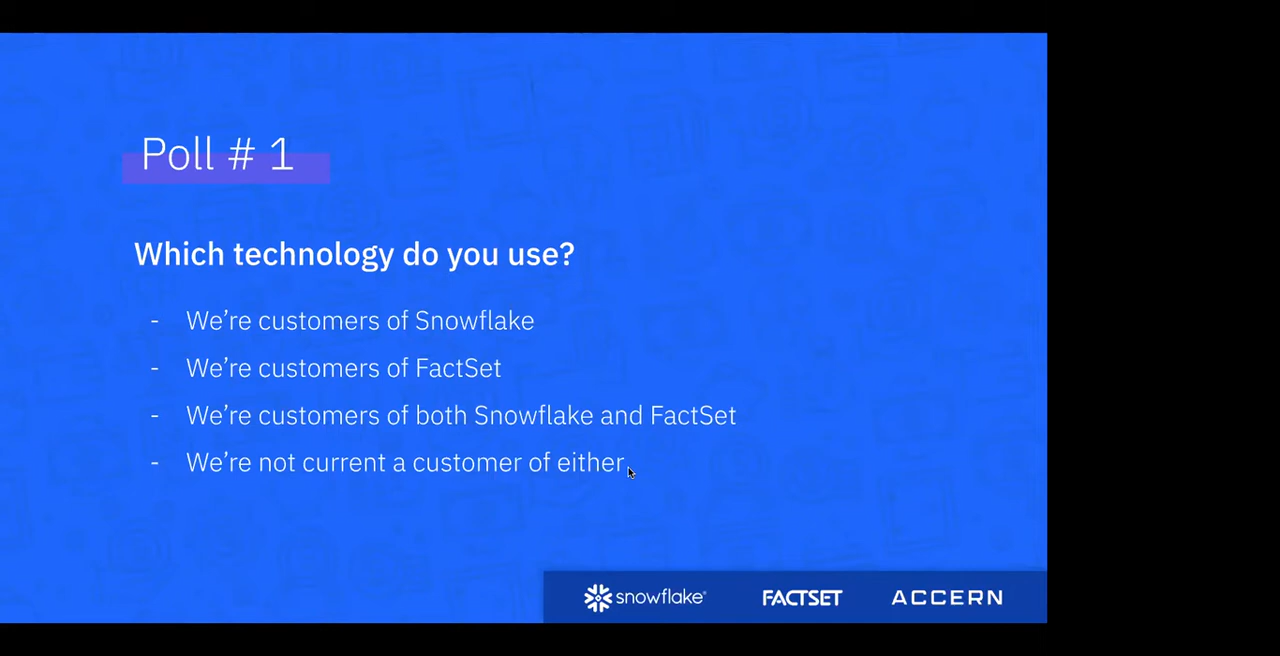 Poll # 1
Which technology do you use?
- We’re customers of Snowflake
- We’re customers of FactSet
- We’re customers of both Snowflake and FactSet
- We’re not current a customer of either
snowflake® FACTSET ACCERN